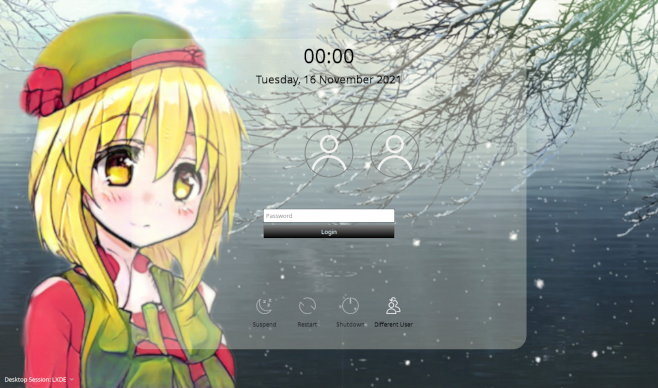 00:00
Tuesday, 16 November 2021
Password
Login
Suspend Restart Shutdown Different User
Desktop Session: LXDE